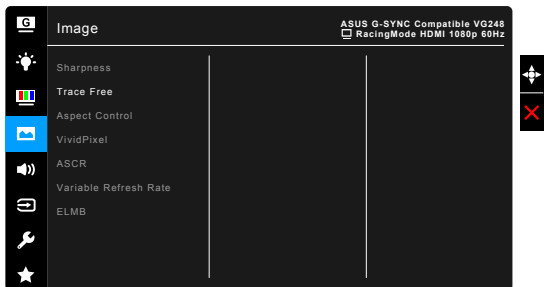 G
Image
ASUS G-SYNC Compatible VG248
RacingMode HDMI 1080p 60Hz
Sharpness
Trace Free
Aspect Control
VividPixel
ASCR
Variable Refresh Rate
ELMB